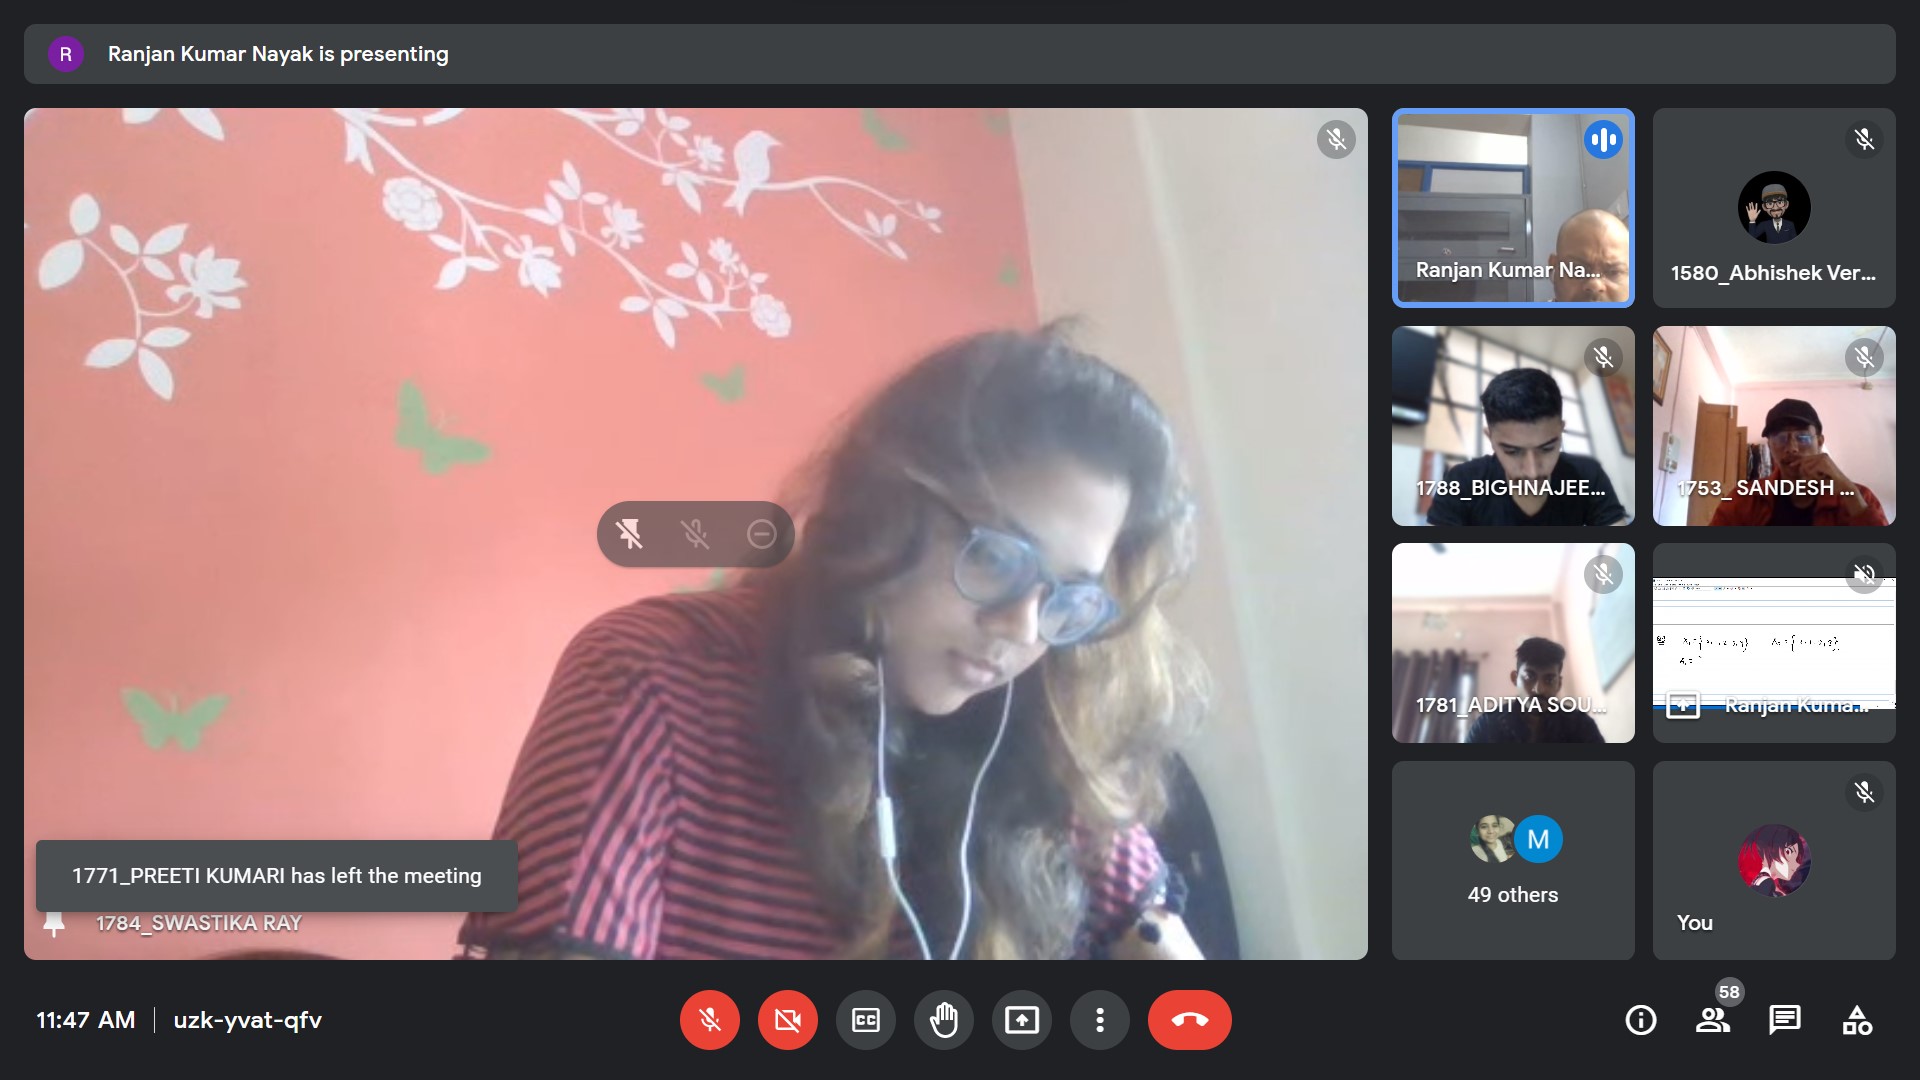 R Ranjan Kumar Nayak is presenting
Ranjan Kumar Na...
1580_Abhishek Ver...
1788_BIGHNAJEE...
1753_ SANDESH ...
1781_ADITYA SOU...
Ranjan Kuma...
M
49 others
You
1771_PREETI KUMARI has left the meeting
1784_SWASTIKA RAY
11:47 AM | uzk-yvat-qfv
CC
58